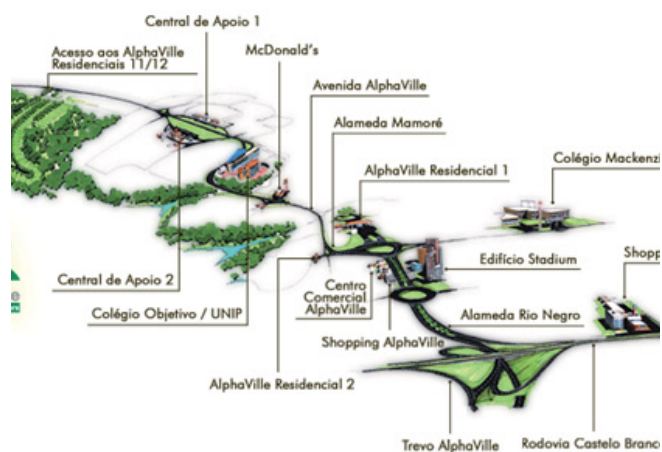 Central de Apoio 1
Acesso aos AlphaVille
Residenciais 11/12
McDonald's
Avenida AlphaVille
Alameda Mamoré
AlphaVille Residencial 1
Colégio Mackenzi
Central de Apoio 2
Colégio Objetivo / UNIP
AlphaVille Residencial 2
Centro
Comercial
AlphaVille
Edifício Stadium
Shopp
Shopping AlphaVille
Alameda Rio Negro
Trevo AlphaVille
Rodovia Castelo Branco